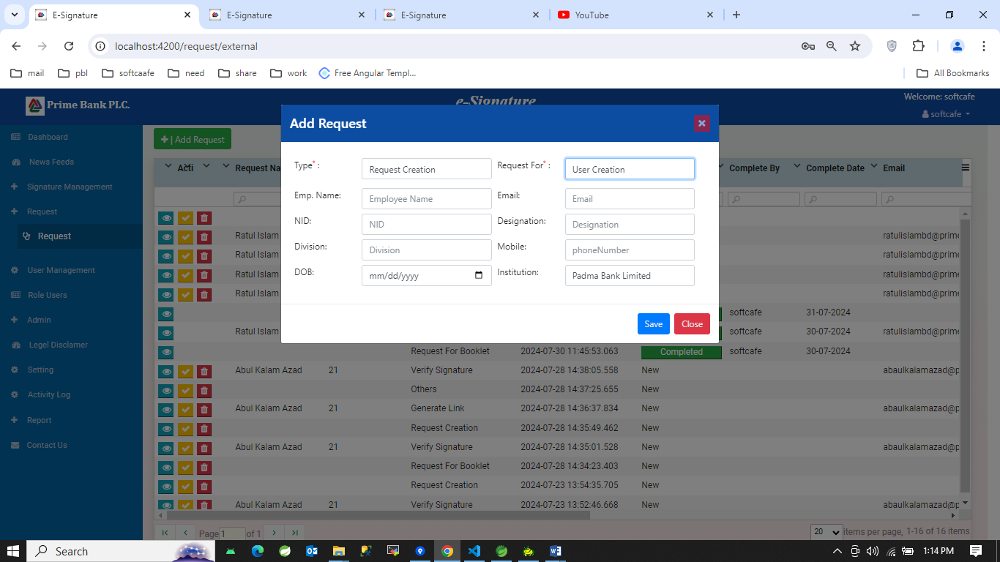 E-Signature
E-Signature
E-Signature
YouTube
localhost:4200/request/external
mail
pbl
softcaafe
need
share
work
Free Angular Templ...
All Bookmarks
Prime Bank PLC.
e-Signature
Welcome: softcafe
softcafe
Dashboard
News Feeds
Signature Management
Request
Request
User Management
Role Users
Admin
Legel Disclamer
Setting
Activity Log
Report
Contact Us
| Add Request
Add Request
Type* :
Request Creation
Request For* :
User Creation
Emp. Name:
Employee Name
Email:
Email
NID:
NID
Designation:
Designation
Division:
Division
Mobile:
phoneNumber
DOB:
mm/dd/yyyy
Institution:
Padma Bank Limited
Save
Close
Acti
Request Na
Complete By
Complete Date
Email
Ratul Islam
ratulislambd@prime
Ratul Islam
ratulislambd@prime
Ratul Islam
ratulislambd@prime
Ratul Islam
ratulislambd@prime
softcafe 31-07-2024
Ratul Islam
softcafe 30-07-2024 ratulislambd@prime
Request For Booklet 2024-07-30 11:45:53.063 Completed softcafe 30-07-2024
Abul Kalam Azad 21 Verify Signature 2024-07-28 14:38:05.558 New abaulkalamazad@p
Others 2024-07-28 14:37:25.655 New
Abul Kalam Azad 21 Generate Link 2024-07-28 14:36:37.834 New abaulkalamazad@p
Request Creation 2024-07-28 14:35:49.462 New
Abul Kalam Azad 21 Verify Signature 2024-07-28 14:35:01.528 New abaulkalamazad@p
Request For Booklet 2024-07-28 14:34:23.403 New
Request Creation 2024-07-23 13:54:35.705 New
Abul Kalam Azad 21 Verify Signature 2024-07-23 13:52:46.668 New abaulkalamazad@p
Page 1 of 1
20 items per page, 1-16 of 16 items
Search
1:14 PM